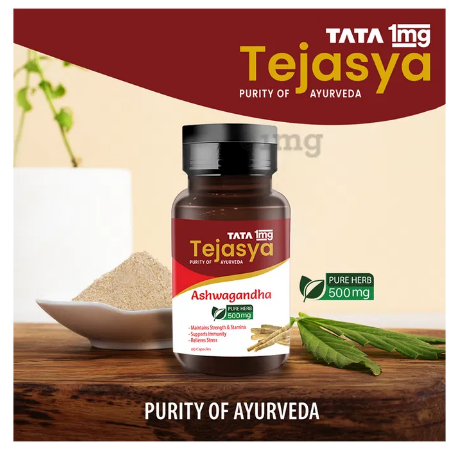 TATA 1mg
Tejasya
PURITY OF AYURVEDA
TATA 1mg
Tejasya
PURITY OF AYURVEDA
Ashwagandha
PURE HERB
500mg
- Maintains Strength & Stamina
- Supports Immunity
- Relieves Stress
PURE HERB
500mg
PURITY OF AYURVEDA